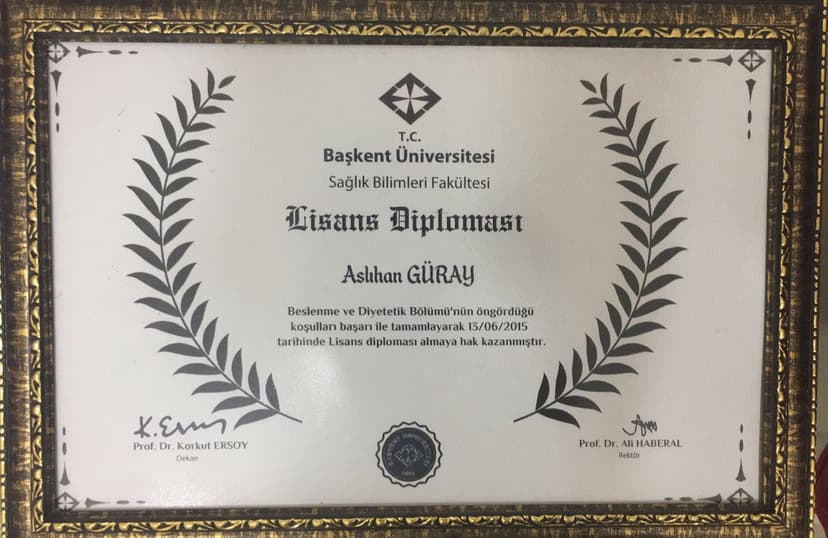 T.C.
Başkent Üniversitesi
Sağlık Bilimleri Fakültesi
Lisans Diploması
Aslıhan GÜRAY
Beslenme ve Diyetetik Bölümü'nün öngördüğü
koşulları başarı ile tamamlayarak 13/06/2015
tarihinde Lisans diploması almaya hak kazanmıştır.
K. Ersoy
Prof. Dr. Korkut ERSOY
Dekan
Prof. Dr. Ali HABERAL
Rektör